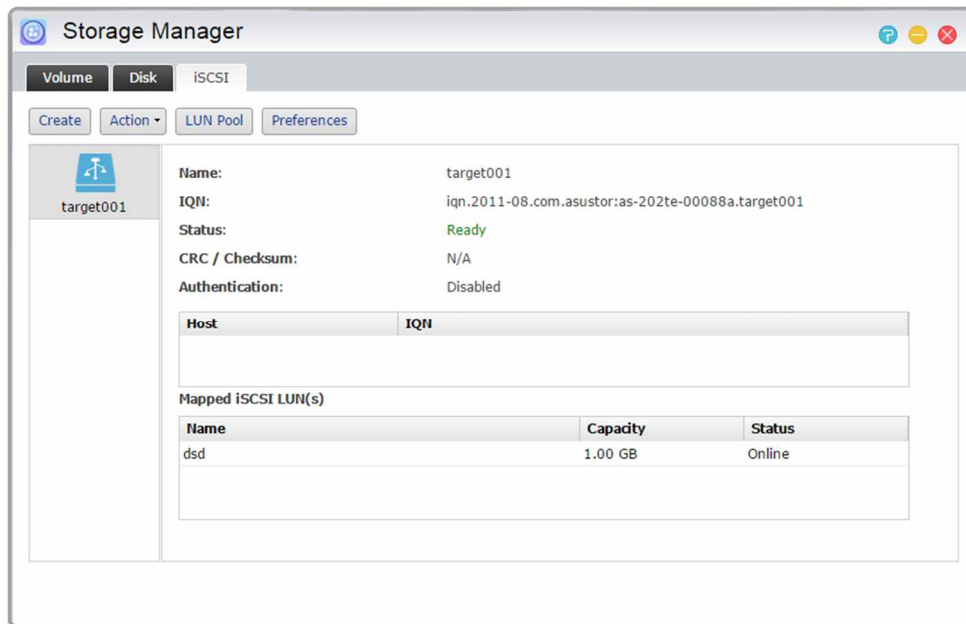 Storage Manager
Volume Disk iSCSI
Create Action LUN Pool Preferences
target001
Name: target001
IQN: iqn.2011-08.com.asustor:as-202te-00088a.target001
Status: Ready
CRC / Checksum: N/A
Authentication: Disabled
Host IQN
Mapped iSCSI LUN(s)
Name Capacity Status
dsd 1.00 GB Online